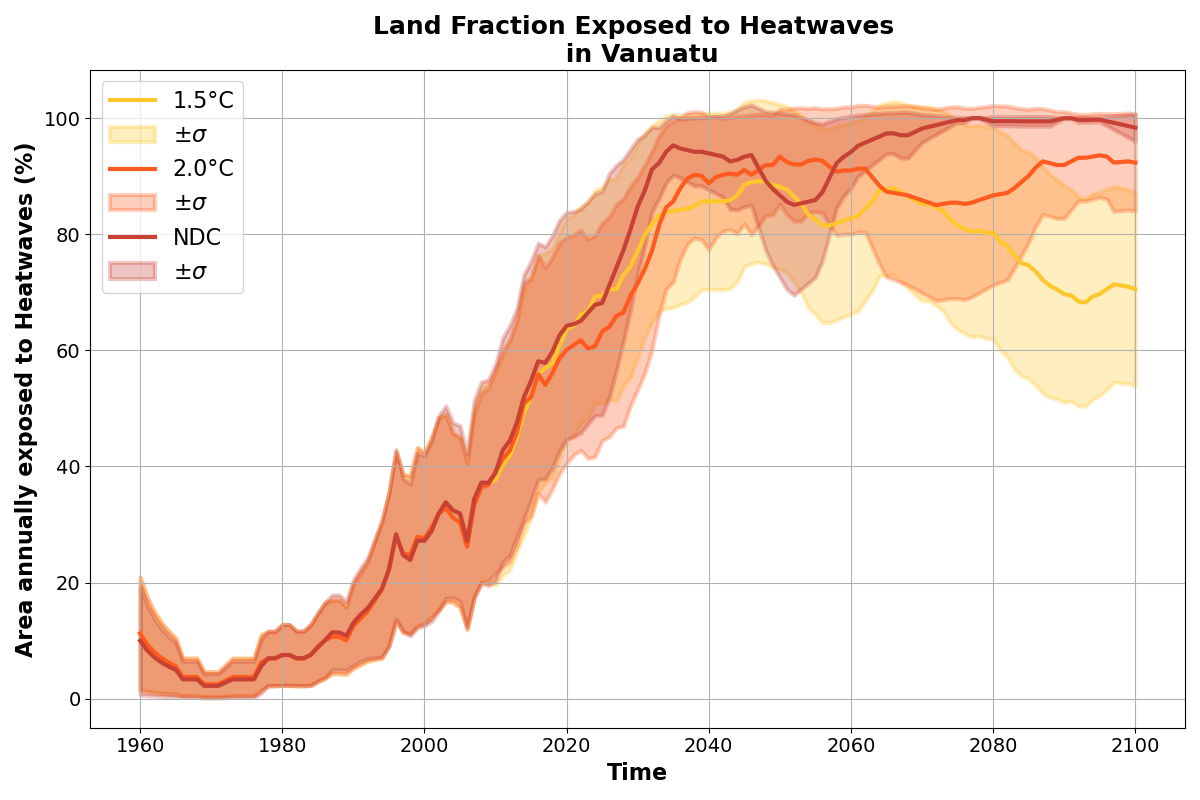 Land Fraction Exposed to Heatwaves
in Vanuatu
1.5°C
±σ
2.0°C
±σ
NDC
±σ
Area annually exposed to Heatwaves (%)
100
80
60
40
20
0
1960 1980 2000 2020 2040 2060 2080 2100
Time